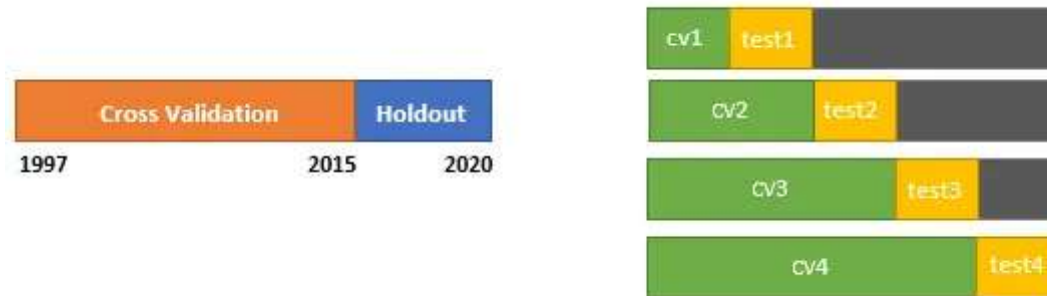 Cross Validation Holdout
1997 2015 2020
cv1 test1
cv2 test2
cv3 test3
cv4 test4